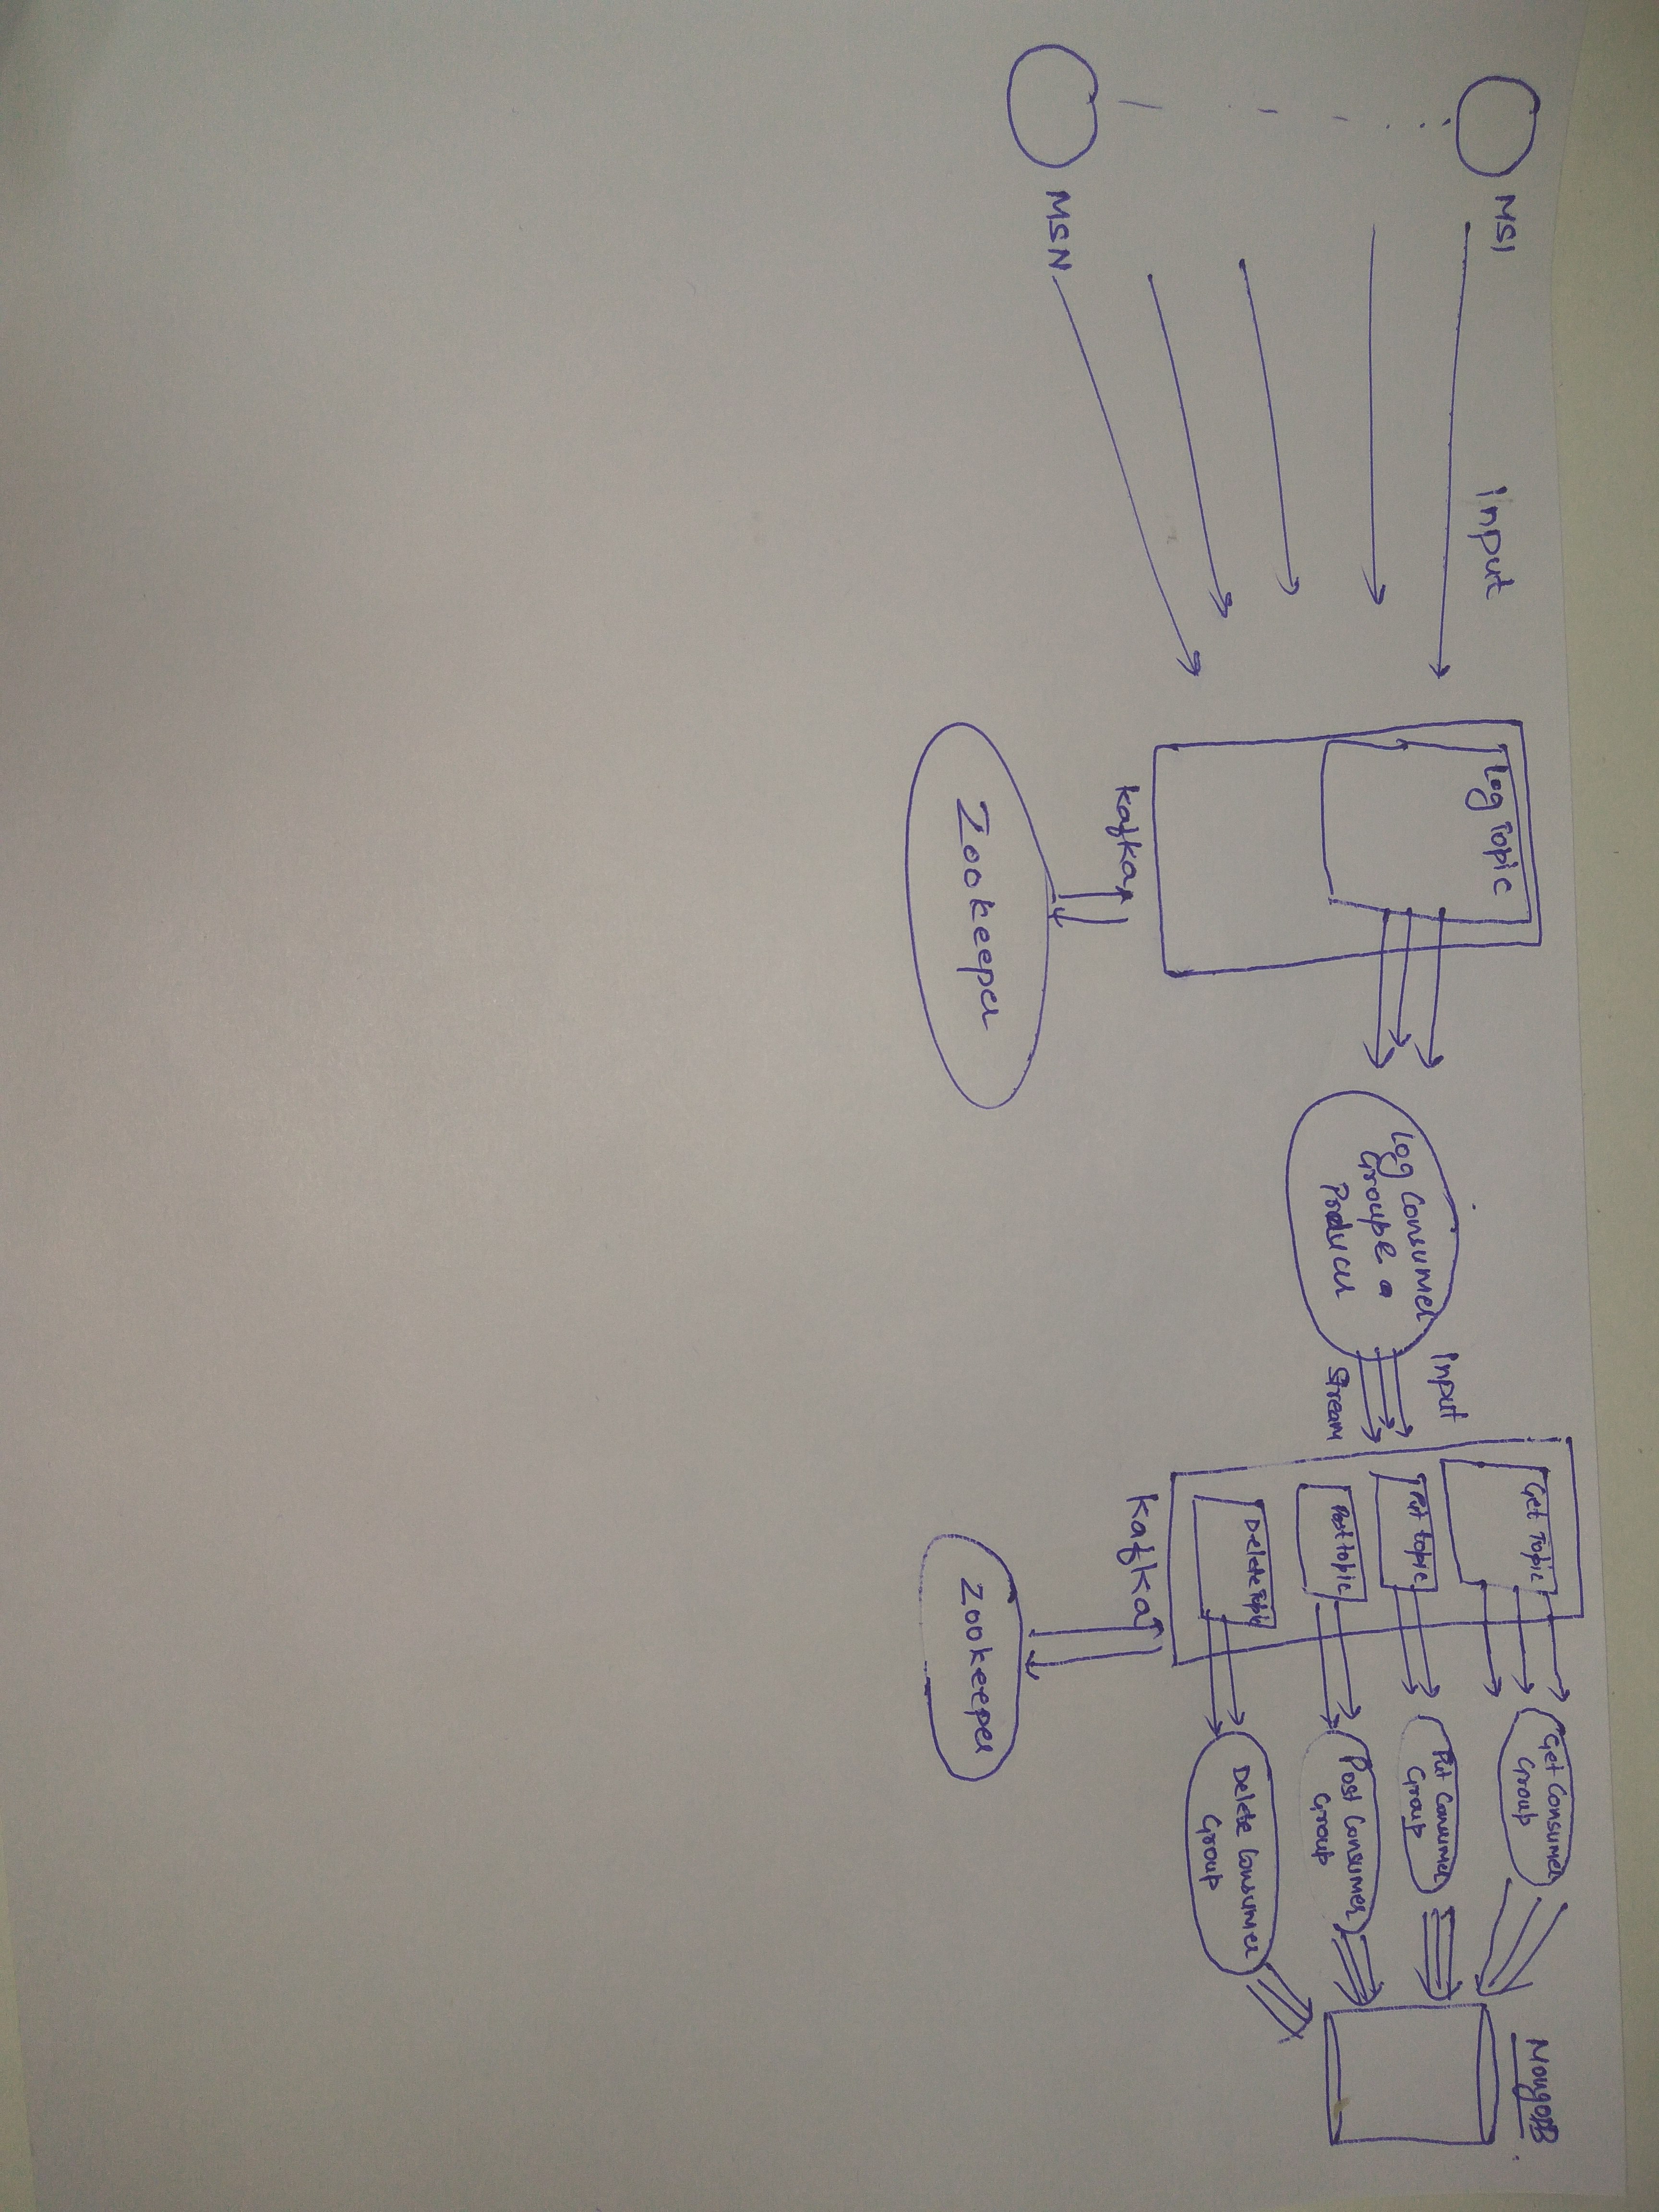 MS1
MSN
Input
Log Topic
Kafka
Zookeeper
Log Consumer
Group & a
Producer
Input
Stream
Get Topic
Put topic
Post topic
Delete Topic
Kafka
Zookeeper
Get Consumer
Group
Put Consumer
Group
Post Consumer
Group
Delete Consumer
Group
MongoDB